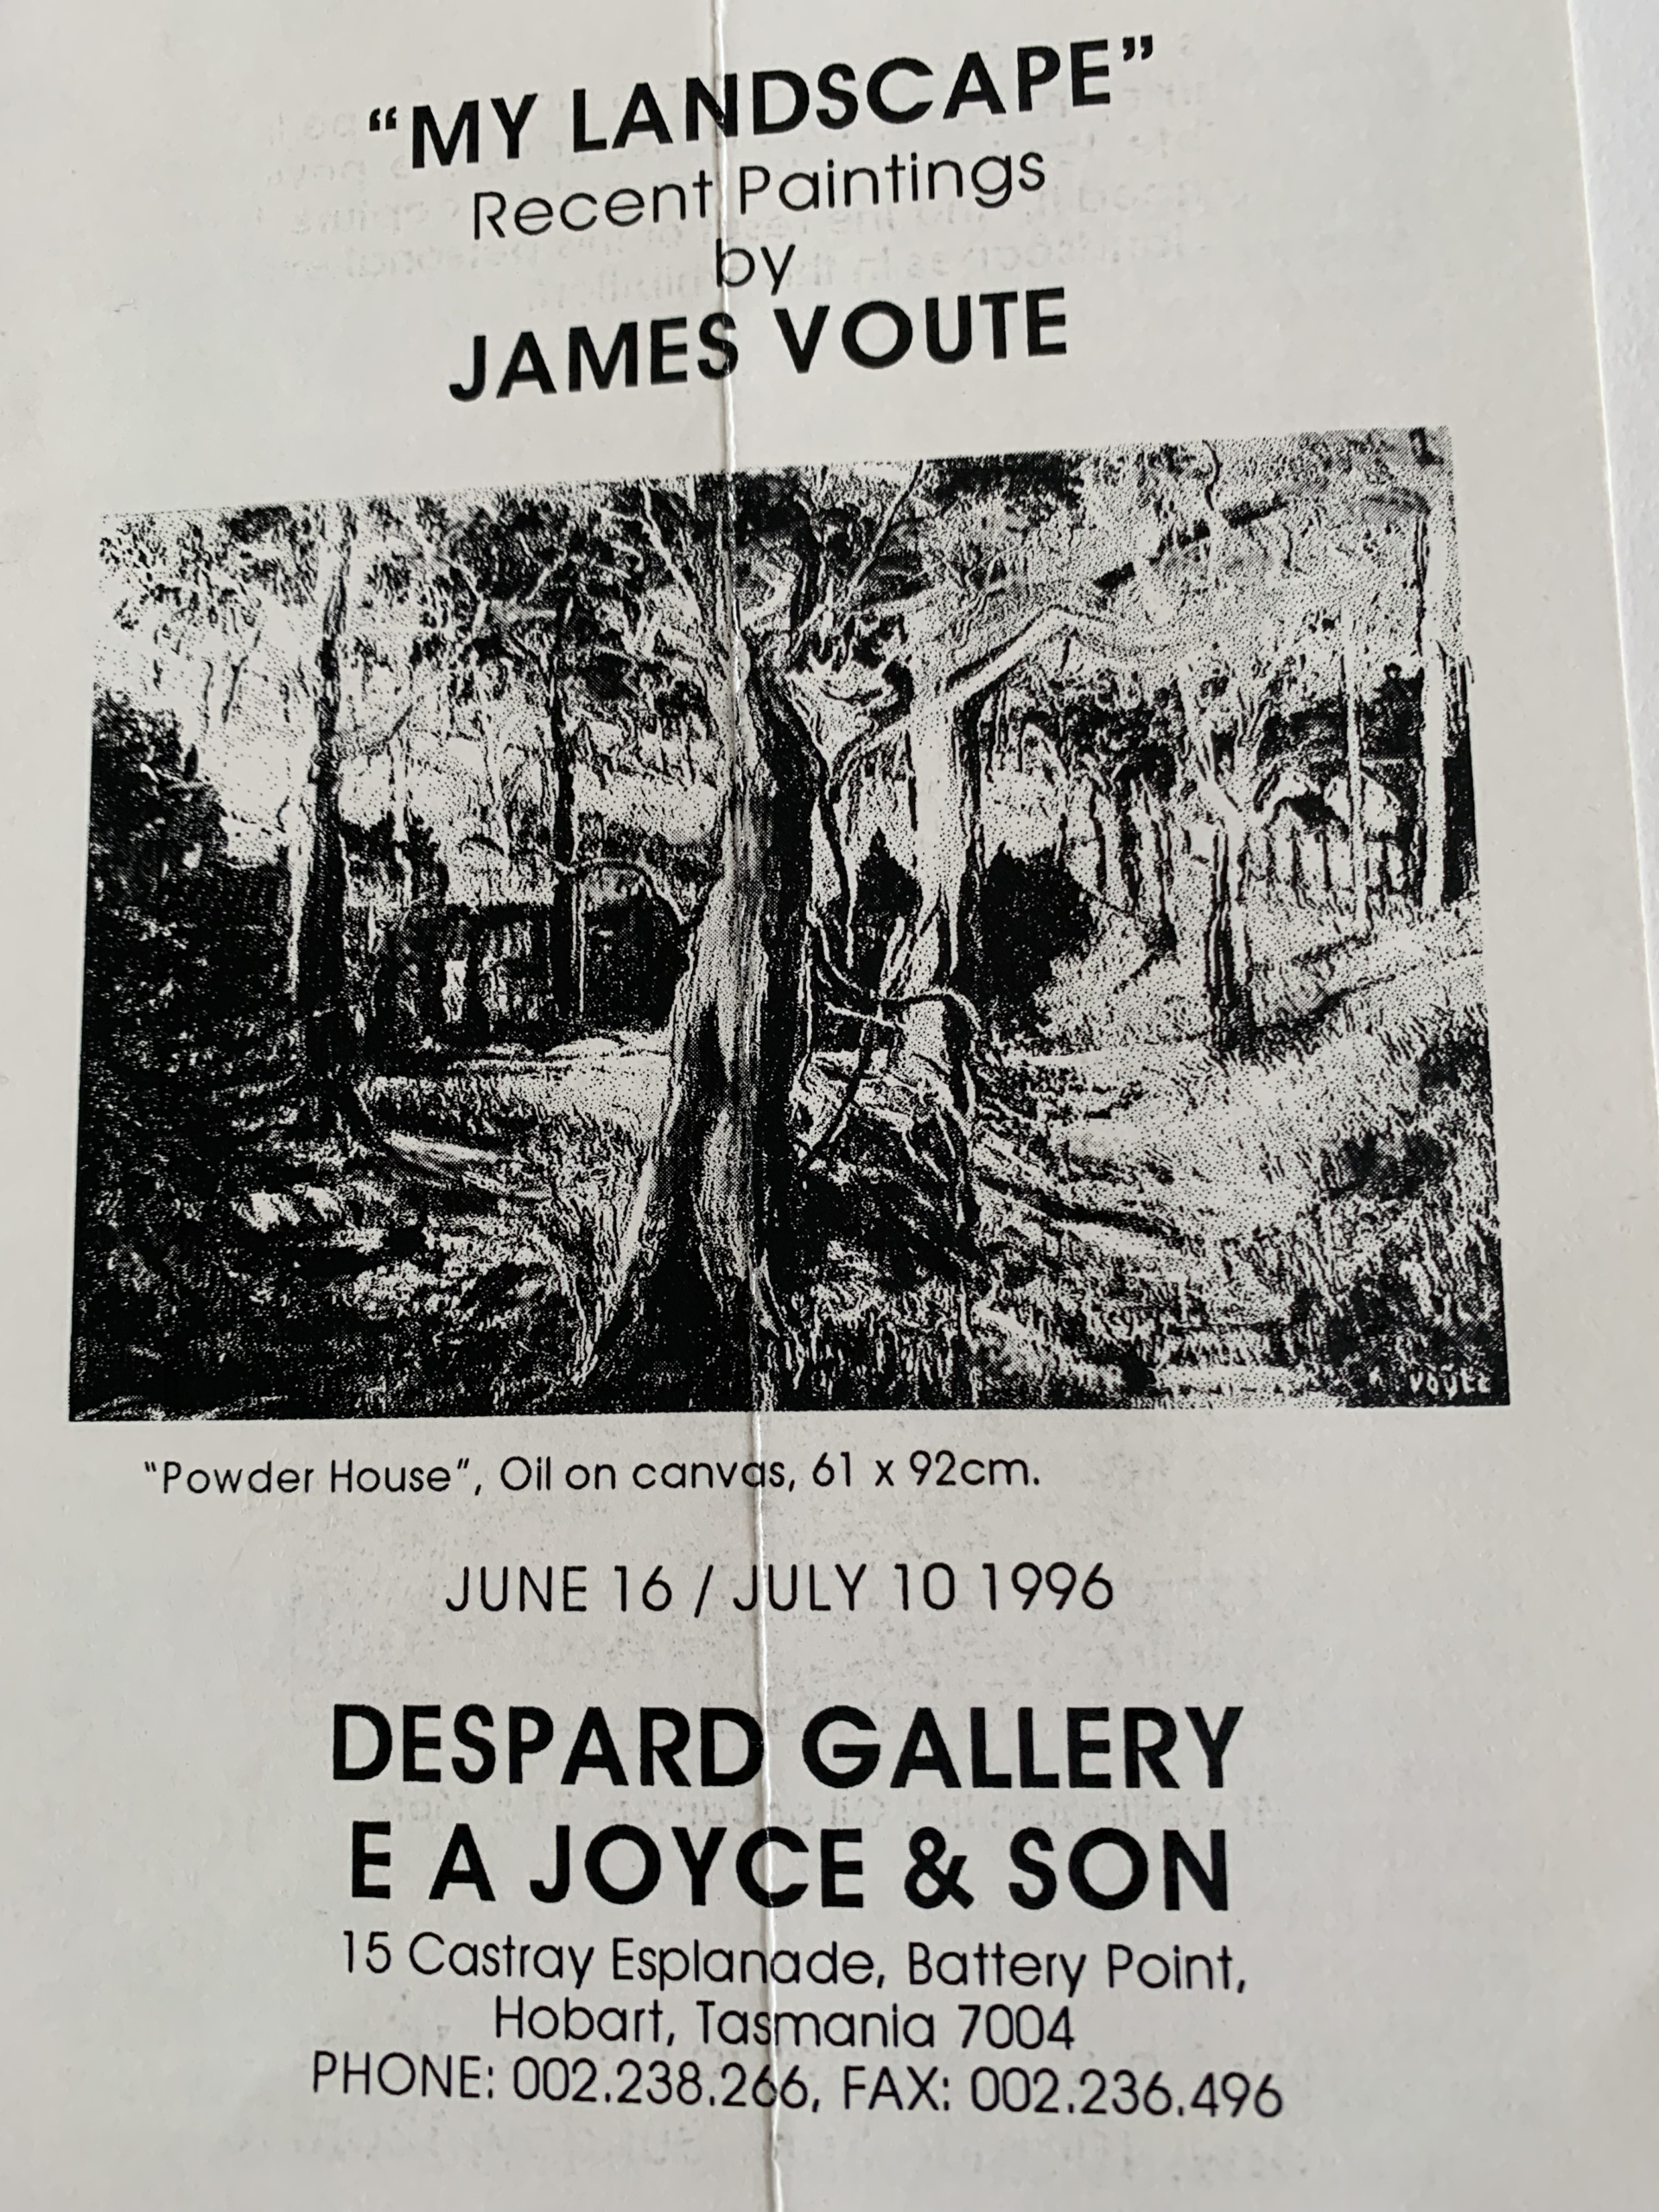 “MY LANDSCAPE”
Recent Paintings
by
JAMES VOUTE
VOUTE
“Powder House”, Oil on canvas, 61 x 92cm.
JUNE 16 / JULY 10 1996
DESPARD GALLERY
E A JOYCE & SON
15 Castray Esplanade, Battery Point,
Hobart, Tasmania 7004
PHONE: 002.238.266, FAX: 002.236.496